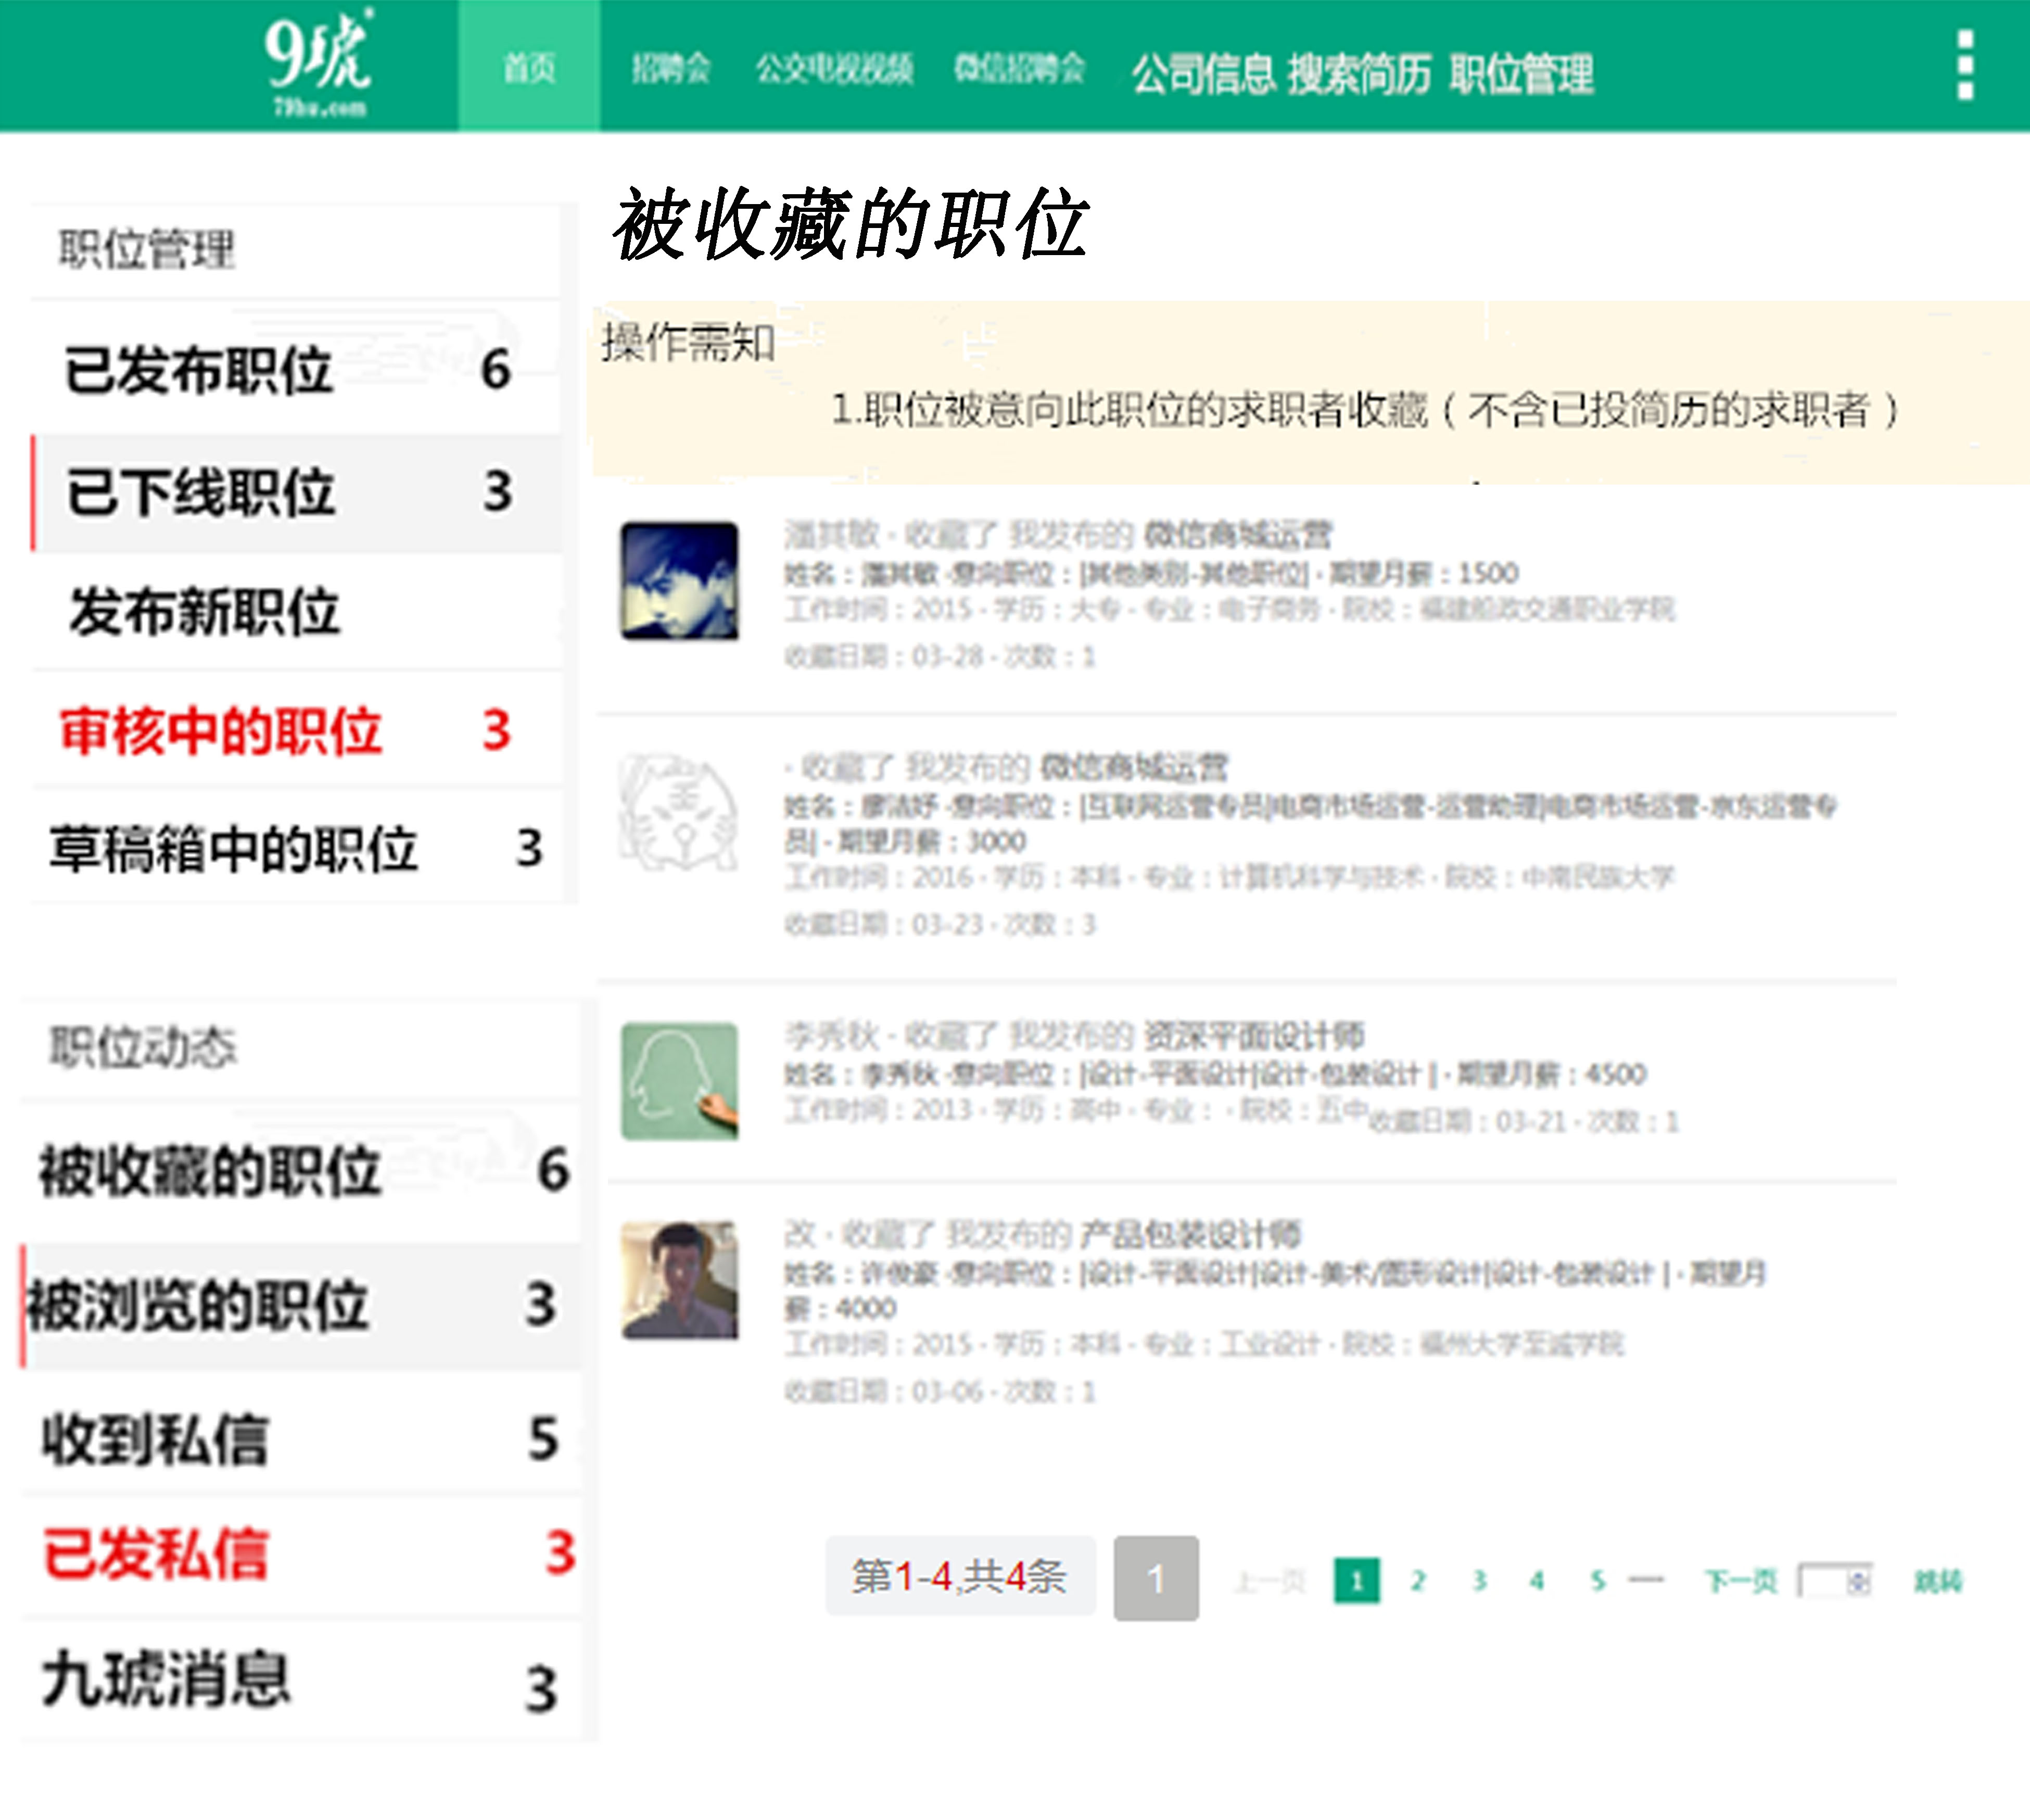 9琥
79hu.com
首页 招聘会 公交电视视频 微信招聘会 公司信息 搜索简历 职位管理
职位管理
已发布职位 6
已下线职位 3
发布新职位
审核中的职位 3
草稿箱中的职位 3
职位动态
被收藏的职位 6
被浏览的职位 3
收到私信 5
已发私信 3
九琥消息 3
被收藏的职位
操作需知
1.职位被意向此职位的求职者收藏（不含已投简历的求职者）
潘其敏 · 收藏了 我发布的 微信商城运营
姓名：潘其敏 ·意向职位：|其他类别-其他职位| · 期望月薪：1500
工作时间：2015 · 学历：大专 · 专业：电子商务 · 院校：福建船政交通职业学院
收藏日期：03-28 · 次数：1
· 收藏了 我发布的 微信商城运营
姓名：廖洁妤 ·意向职位：|互联网运营专员|电商市场运营-运营助理|电商市场运营-京东运营专
员| · 期望月薪：3000
工作时间：2016 · 学历：本科 · 专业：计算机科学与技术 · 院校：中南民族大学
收藏日期：03-23 · 次数：3
李秀秋 · 收藏了 我发布的 资深平面设计师
姓名：李秀秋 ·意向职位：|设计-平面设计|设计-包装设计 | · 期望月薪：4500
工作时间：2013 · 学历：高中 · 专业： · 院校：五中 收藏日期：03-21 · 次数：1
改 · 收藏了 我发布的 产品包装设计师
姓名：许俊豪 ·意向职位：|设计-平面设计|设计-美术/图形设计|设计-包装设计 | · 期望月
薪：4000
工作时间：2015 · 学历：本科 · 专业：工业设计 · 院校：福州大学至诚学院
收藏日期：03-06 · 次数：1
第1-4,共4条 1 上一页 1 2 3 4 5 — 下一页 跳转